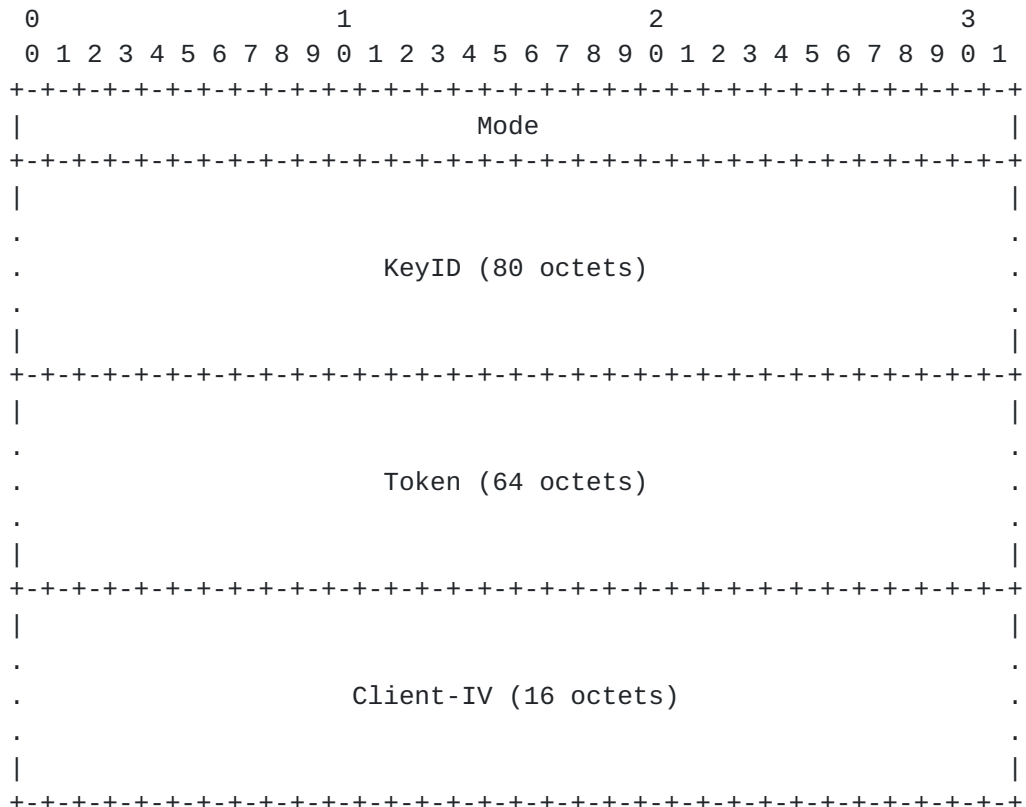 0                   1                   2                   3
 0 1 2 3 4 5 6 7 8 9 0 1 2 3 4 5 6 7 8 9 0 1 2 3 4 5 6 7 8 9 0 1
+-+-+-+-+-+-+-+-+-+-+-+-+-+-+-+-+-+-+-+-+-+-+-+-+-+-+-+-+-+-+-+-+
|                             Mode                              |
+-+-+-+-+-+-+-+-+-+-+-+-+-+-+-+-+-+-+-+-+-+-+-+-+-+-+-+-+-+-+-+-+
|                                                               |
.                                                               .
.                       KeyID (80 octets)                       .
.                                                               .
|                                                               |
+-+-+-+-+-+-+-+-+-+-+-+-+-+-+-+-+-+-+-+-+-+-+-+-+-+-+-+-+-+-+-+-+
|                                                               |
.                                                               .
.                       Token (64 octets)                       .
.                                                               .
|                                                               |
+-+-+-+-+-+-+-+-+-+-+-+-+-+-+-+-+-+-+-+-+-+-+-+-+-+-+-+-+-+-+-+-+
|                                                               |
.                                                               .
.                     Client-IV (16 octets)                     .
.                                                               .
|                                                               |
+-+-+-+-+-+-+-+-+-+-+-+-+-+-+-+-+-+-+-+-+-+-+-+-+-+-+-+-+-+-+-+-+